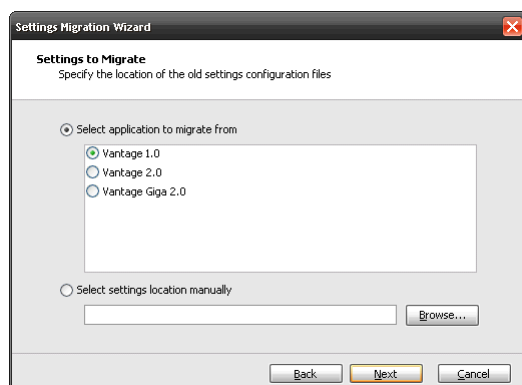 Settings Migration Wizard
Settings to Migrate
Specify the location of the old settings configuration files
Select application to migrate from
Vantage 1.0
Vantage 2.0
Vantage Giga 2.0
Select settings location manually
Browse...
Back
Next
Cancel